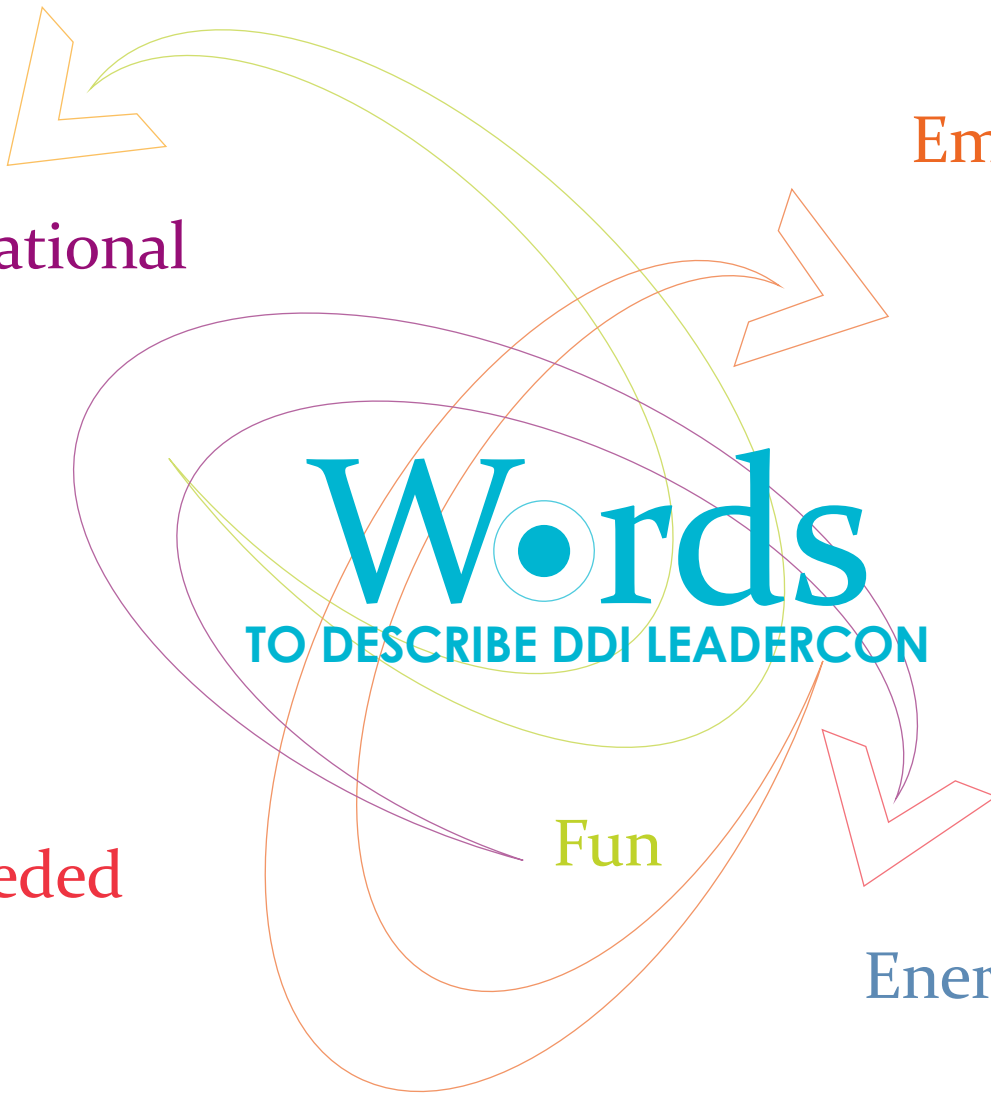 Em
ational
Words
TO DESCRIBE DDI LEADERCON
Fun
eded
Ener